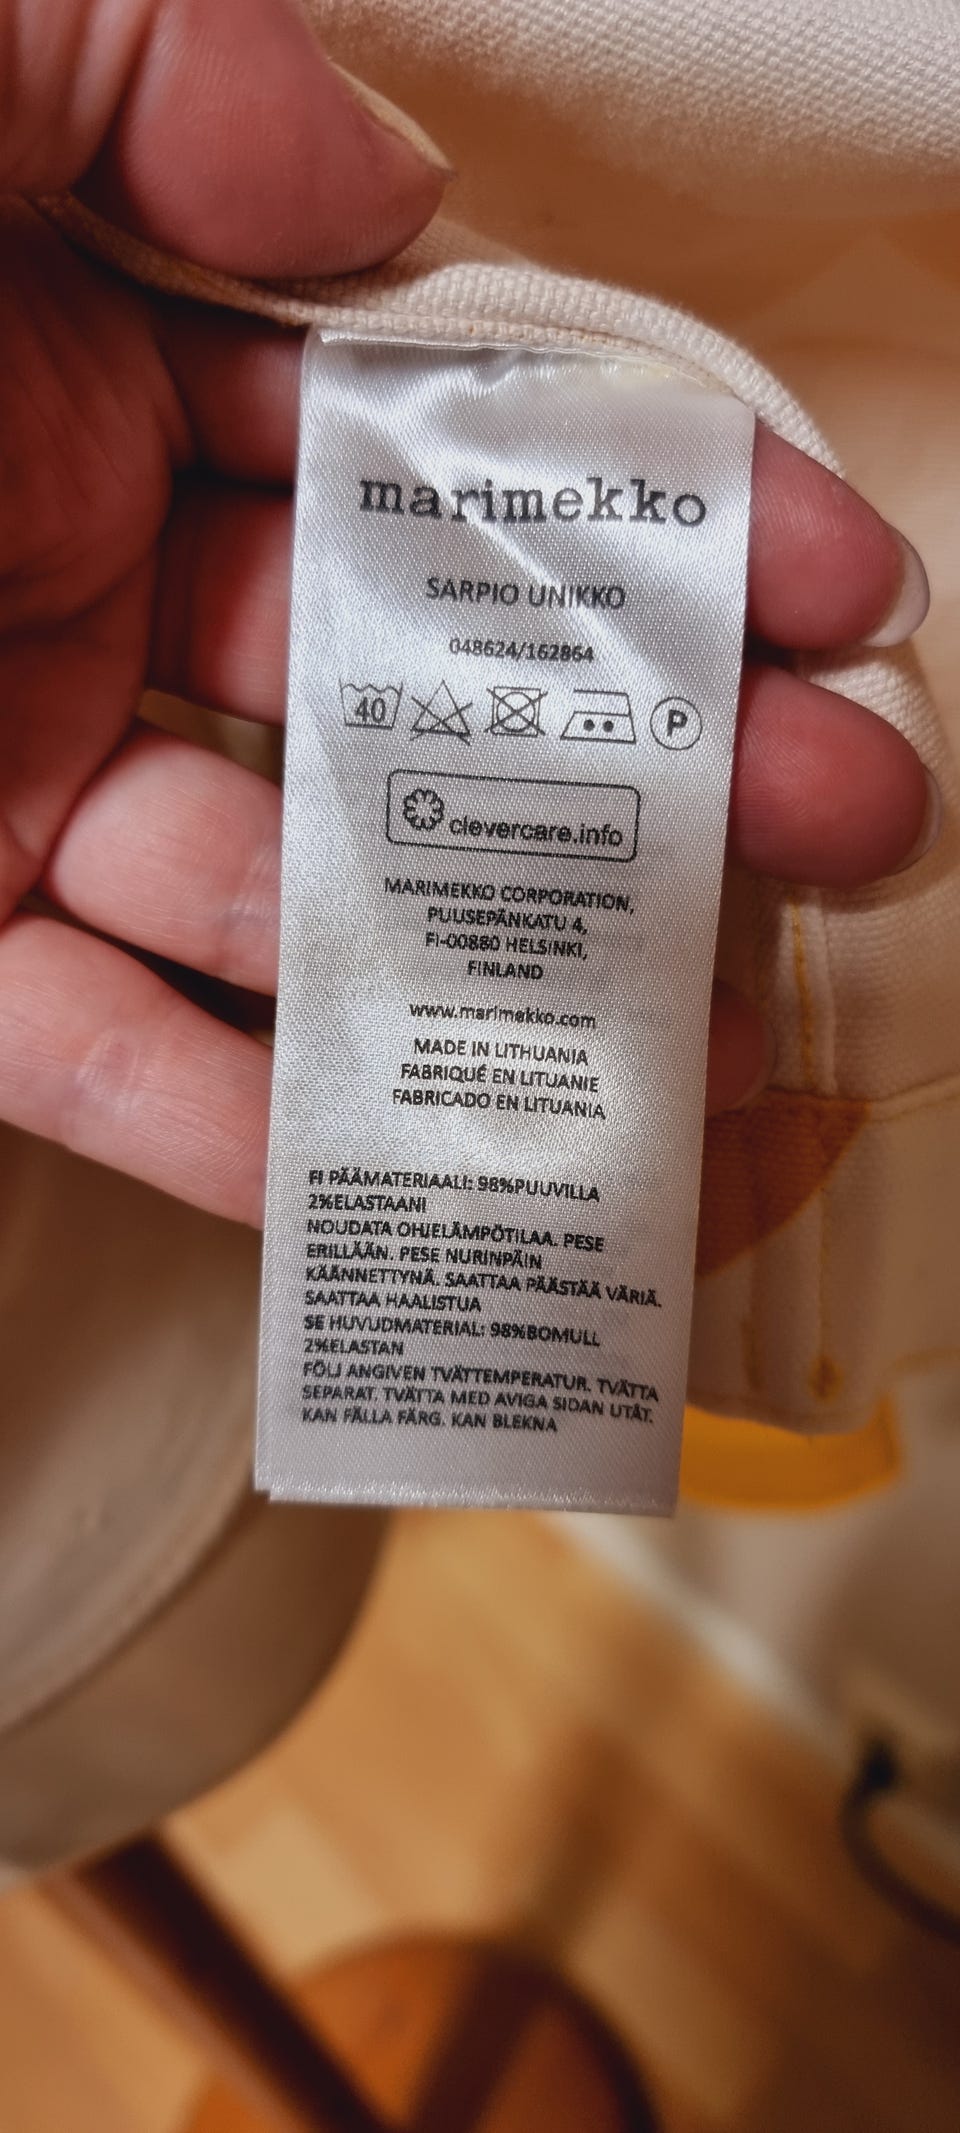 marimekko
SARPIO UNIKKO
048624/162864
40 P
clevercare.info
MARIMEKKO CORPORATION,
PUUSEPÄNKATU 4,
FI-00880 HELSINKI,
FINLAND
www.marimekko.com
MADE IN LITHUANIA
FABRIQUÉ EN LITUANIE
FABRICADO EN LITUANIA
FI PÄÄMATERIAALI: 98%PUUVILLA
2%ELASTAANI
NOUDATA OHJELÄMPÖTILAA. PESE
ERILLÄÄN. PESE NURINPÄIN
KÄÄNNETTYNÄ. SAATTAA PÄÄSTÄÄ VÄRIÄ.
SAATTAA HAALISTUA
SE HUVUDMATERIAL: 98%BOMULL
2%ELASTAN
FÖLJ ANGIVEN TVÄTTEMPERATUR. TVÄTTA
SEPARAT. TVÄTTA MED AVIGA SIDAN UTÅT.
KAN FÄLLA FÄRG. KAN BLEKNA